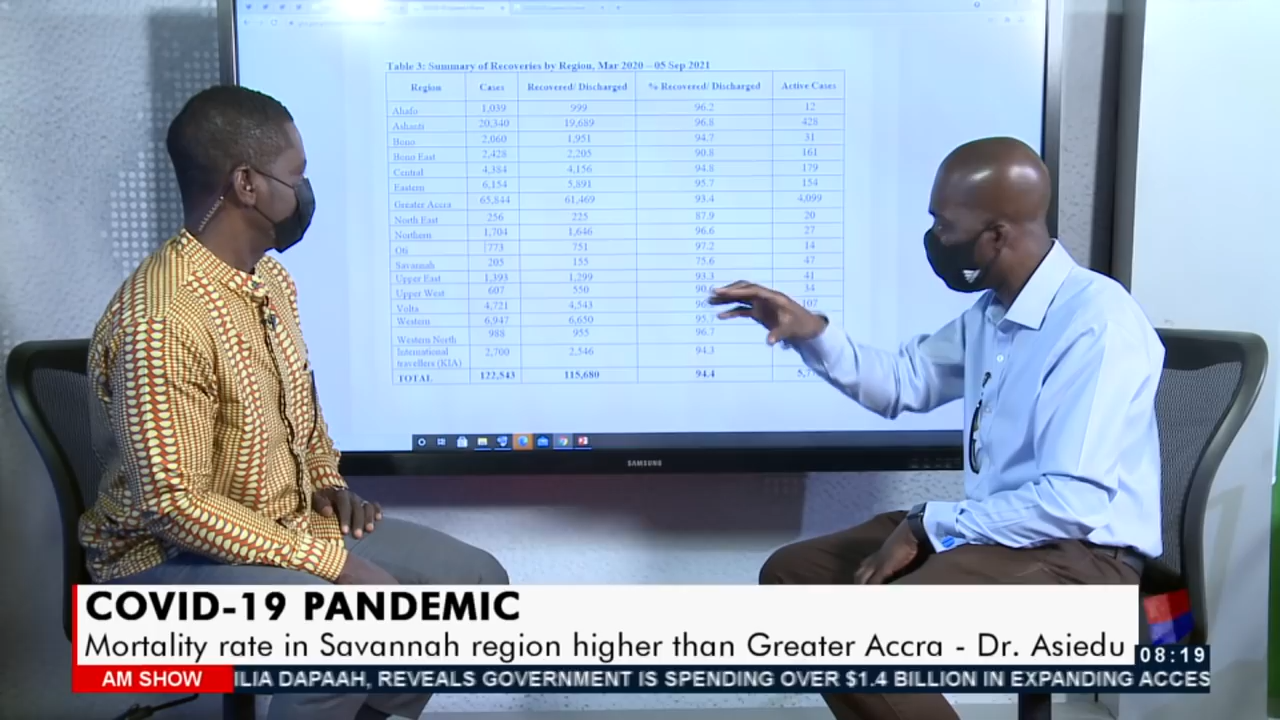 Table 3: Summary of Recoveries by Region, Mar 2020 – 05 Sep 2021
Region Cases Recovered/ Discharged % Recovered/ Discharged Active Cases
Ahafo 1,039 999 96.2 12
Ashanti 20,340 19,689 96.8 428
Bono 2,060 1,951 94.7 31
Bono East 2,428 2,205 90.8 161
Central 4,384 4,156 94.8 179
Eastern 6,154 5,891 95.7 154
Greater Accra 65,844 61,469 93.4 4,099
North East 256 225 87.9 20
Northern 1,704 1,646 96.6 27
Oti 773 751 97.2 14
Savannah 205 155 75.6 47
Upper East 1,393 1,299 93.3 41
Upper West 607 550 34
Volta 4,721 4,543 107
Western 6,947 6,650
Western North 988 955 96.7
International
travellers (KIA) 2,700 2,546 94.3
TOTAL 122,543 115,680 94.4
SAMSUNG
COVID-19 PANDEMIC
Mortality rate in Savannah region higher than Greater Accra - Dr. Asiedu
08:19
AM SHOW
ILIA DAPAAH, REVEALS GOVERNMENT IS SPENDING OVER $1.4 BILLION IN EXPANDING ACCES